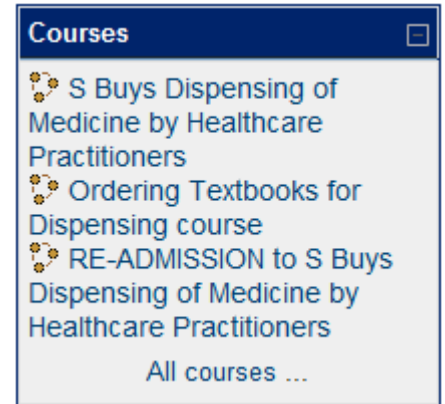 Courses
S Buys Dispensing of
Medicine by Healthcare
Practitioners
Ordering Textbooks for
Dispensing course
RE-ADMISSION to S Buys
Dispensing of Medicine by
Healthcare Practitioners
All courses ...